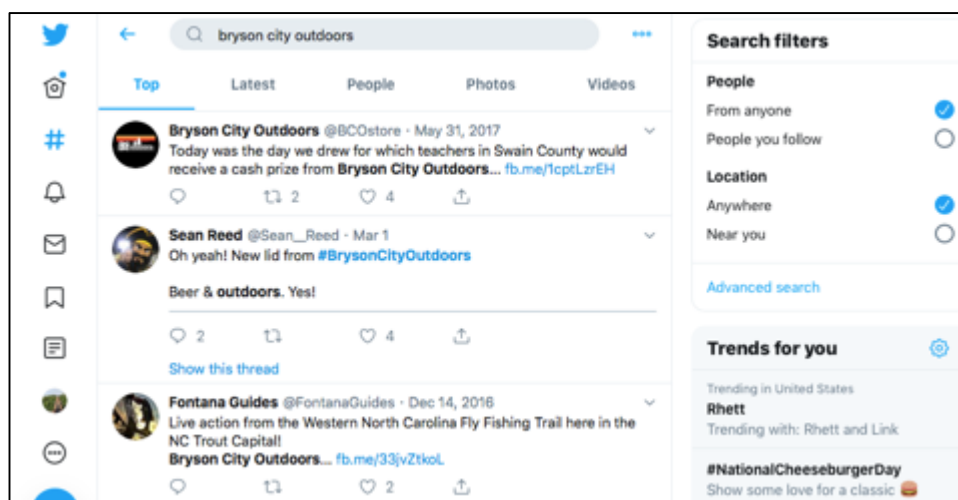 bryson city outdoors
Top Latest People Photos Videos
Bryson City Outdoors @BCOstore · May 31, 2017
Today was the day we drew for which teachers in Swain County would
receive a cash prize from Bryson City Outdoors... fb.me/1cptLzrEH
2 4
Sean Reed @Sean__Reed · Mar 1
Oh yeah! New lid from #BrysonCityOutdoors
Beer & outdoors. Yes!
2 4
Show this thread
Fontana Guides @FontanaGuides · Dec 14, 2016
Live action from the Western North Carolina Fly Fishing Trail here in the
NC Trout Capital!
Bryson City Outdoors... fb.me/33jvZtkoL
2
Search filters
People
From anyone
People you follow
Location
Anywhere
Near you
Advanced search
Trends for you
Trending in United States
Rhett
Trending with: Rhett and Link
#NationalCheeseburgerDay
Show some love for a classic 🍔